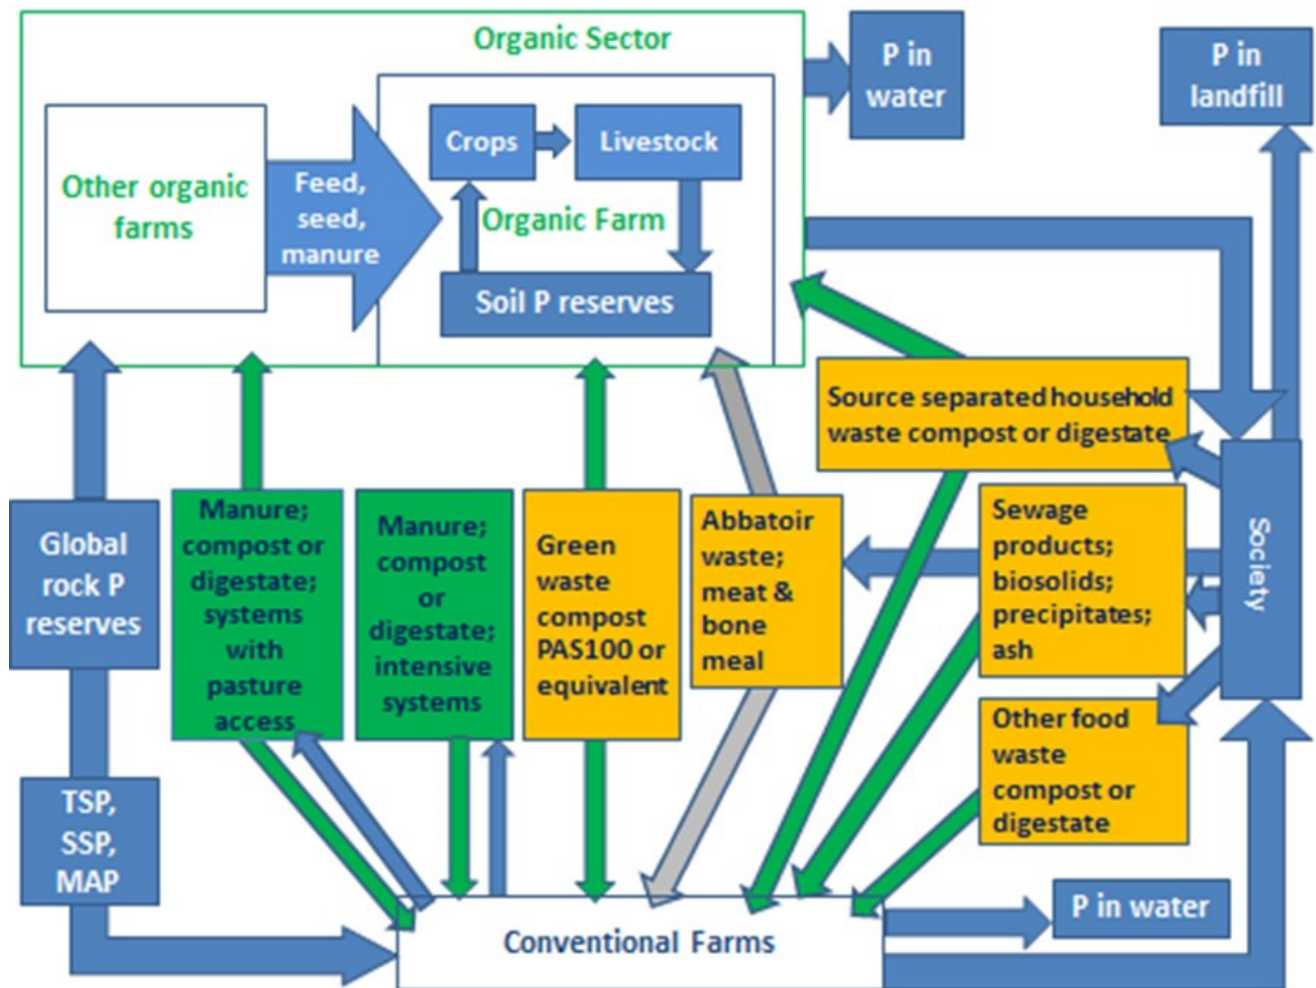 Organic Sector
P in
water
P in
landfill
Crops
Livestock
Other organic
farms
Feed,
seed,
manure
Organic Farm
Soil P reserves
Source separated household
waste compost or digestate
Global
rock P
reserves
Manure;
compost or
digestate;
systems
with
pasture
access
Manure;
compost
or
digestate;
intensive
systems
Green
waste
compost
PAS100 or
equivalent
Abbatoir
waste;
meat &
bone
meal
Sewage
products;
biosolids;
precipitates;
ash
Society
Other food
waste
compost or
digestate
TSP,
SSP,
MAP
P in water
Conventional Farms